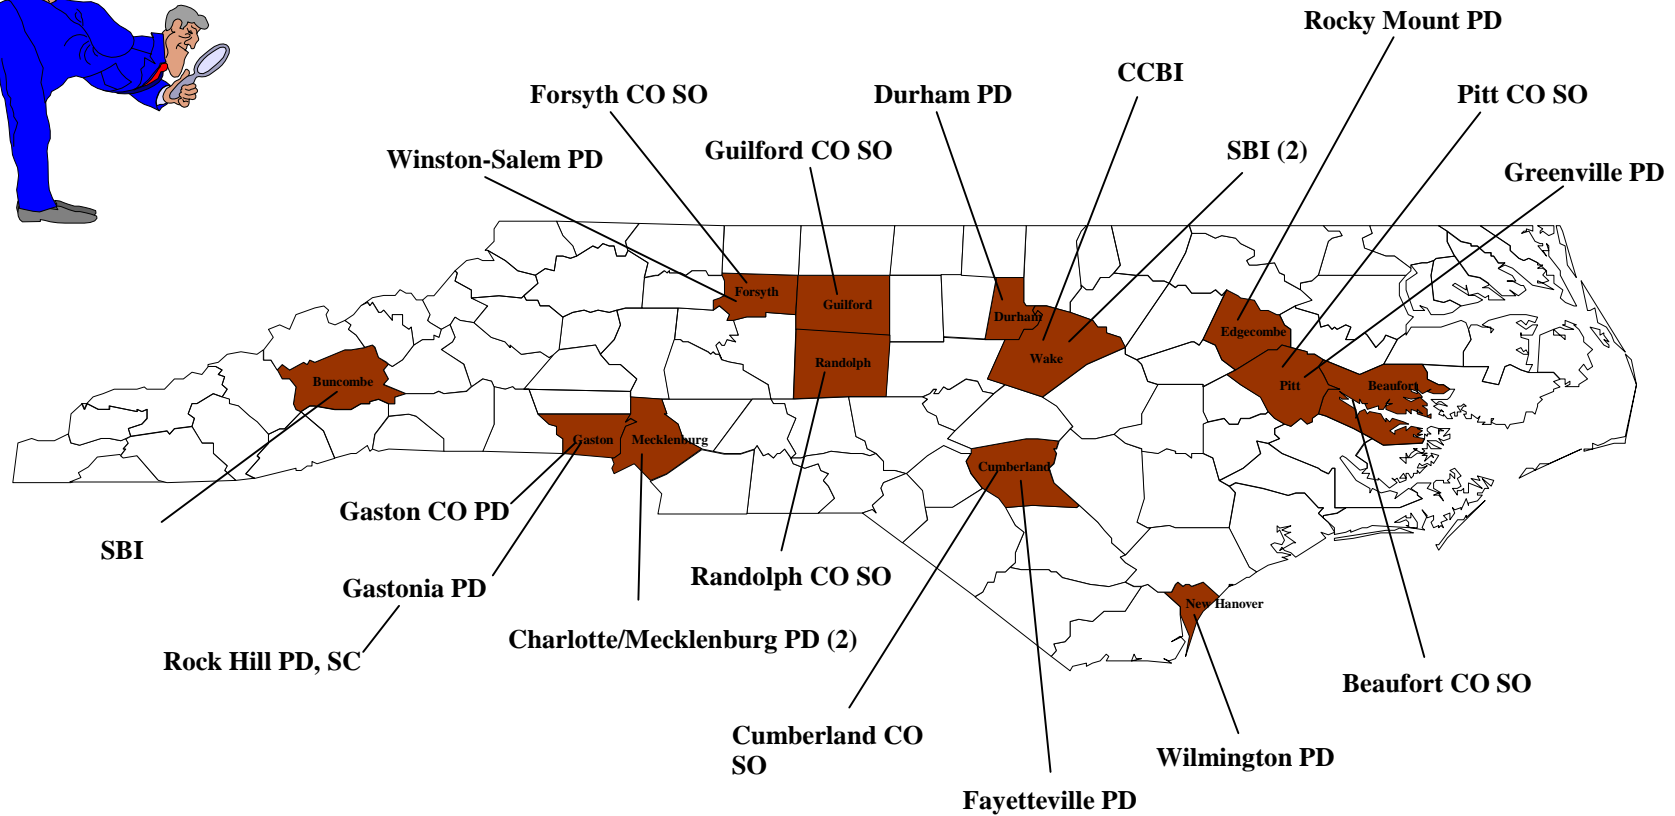 Rocky Mount PD
CCBI
Forsyth CO SO
Durham PD
Pitt CO SO
Winston-Salem PD
Guilford CO SO
SBI (2)
Greenville PD
Forsyth
Guilford
Durham
Edgecombe
Wake
Randolph
Buncombe
Pitt
Beaufort
Gaston
Mecklenburg
Cumberland
Gaston CO PD
SBI
Randolph CO SO
Gastonia PD
New Hanover
Charlotte/Mecklenburg PD (2)
Rock Hill PD, SC
Beaufort CO SO
Cumberland CO
SO
Wilmington PD
Fayetteville PD